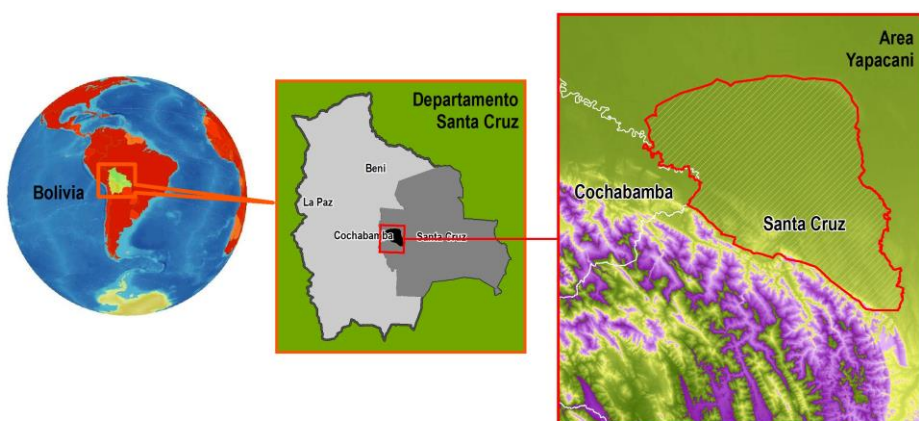 Bolivia
Departamento
Santa Cruz
Beni
La Paz
Cochabamba
Santa Cruz
Area
Yapacani
Cochabamba
Santa Cruz